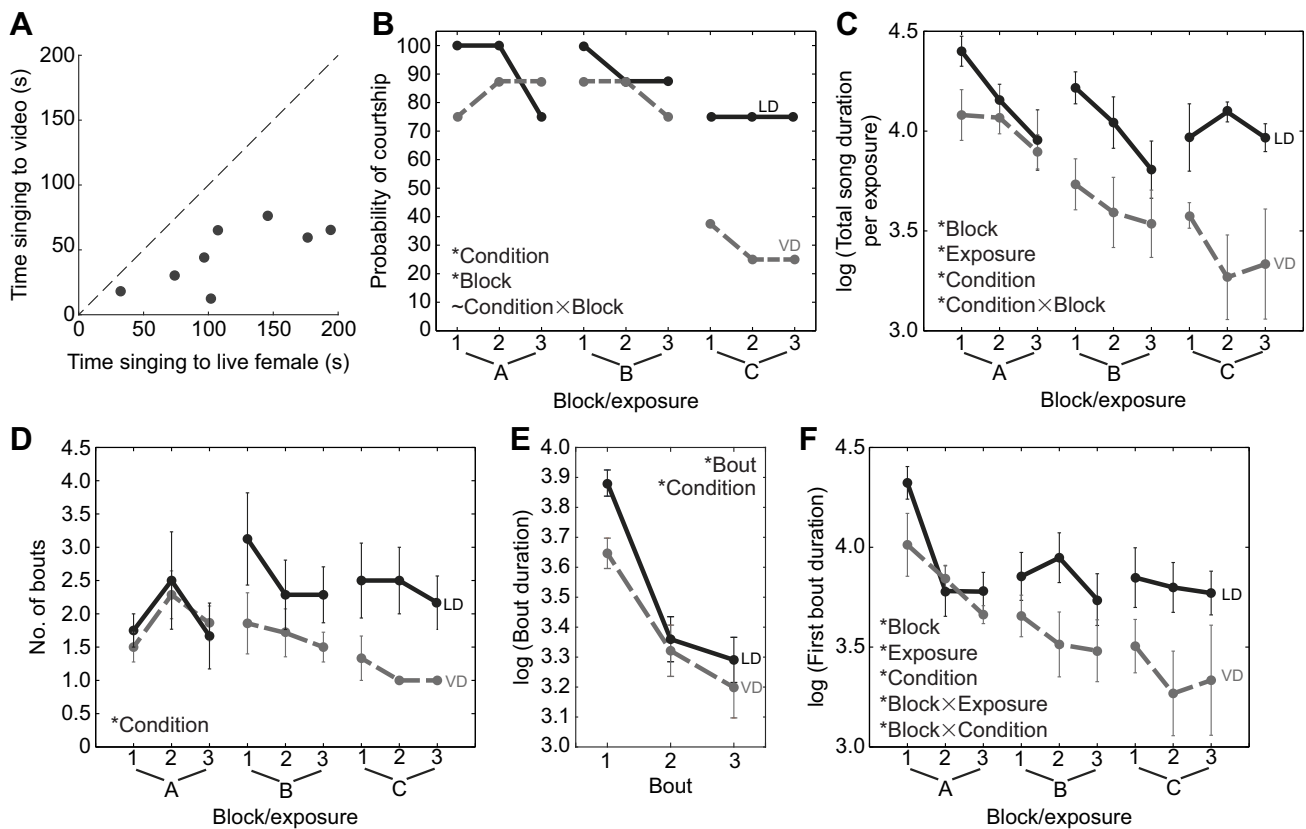 A
200
150
100
50
0
0 50 100 150 200
Time singing to video (s)
Time singing to live female (s)
B
100
90
80
70
60
50
40
30
20
10
0
Probability of courtship
LD
VD
*Condition
*Block
~Condition×Block
1 2 3 1 2 3 1 2 3
A B C
Block/exposure
C
4.5
4.0
3.5
3.0
log (Total song duration
per exposure)
LD
VD
*Block
*Exposure
*Condition
*Condition×Block
1 2 3 1 2 3 1 2 3
A B C
Block/exposure
D
4.5
4.0
3.5
3.0
2.5
2.0
1.5
1.0
0.5
0
No. of bouts
LD
VD
*Condition
1 2 3 1 2 3 1 2 3
A B C
Block/exposure
E
4.0
3.9
3.8
3.7
3.6
3.5
3.4
3.3
3.2
3.1
3.0
log (Bout duration)
*Bout
*Condition
LD
VD
1 2 3
Bout
F
4.5
4.0
3.5
3.0
log (First bout duration)
LD
VD
*Block
*Exposure
*Condition
*Block×Exposure
*Block×Condition
1 2 3 1 2 3 1 2 3
A B C
Block/exposure